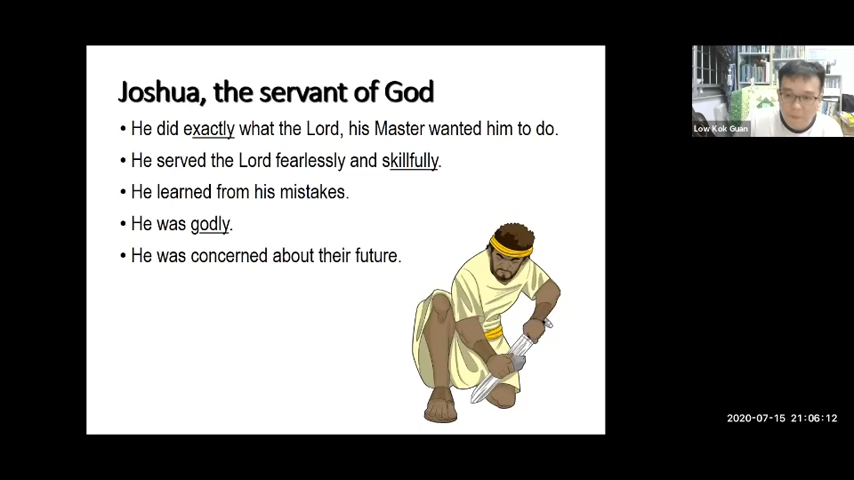 Joshua, the servant of God
• He did exactly what the Lord, his Master wanted him to do.
• He served the Lord fearlessly and skillfully.
• He learned from his mistakes.
• He was godly.
• He was concerned about their future.
Low Kok Guan
2020-07-15 21:06:12